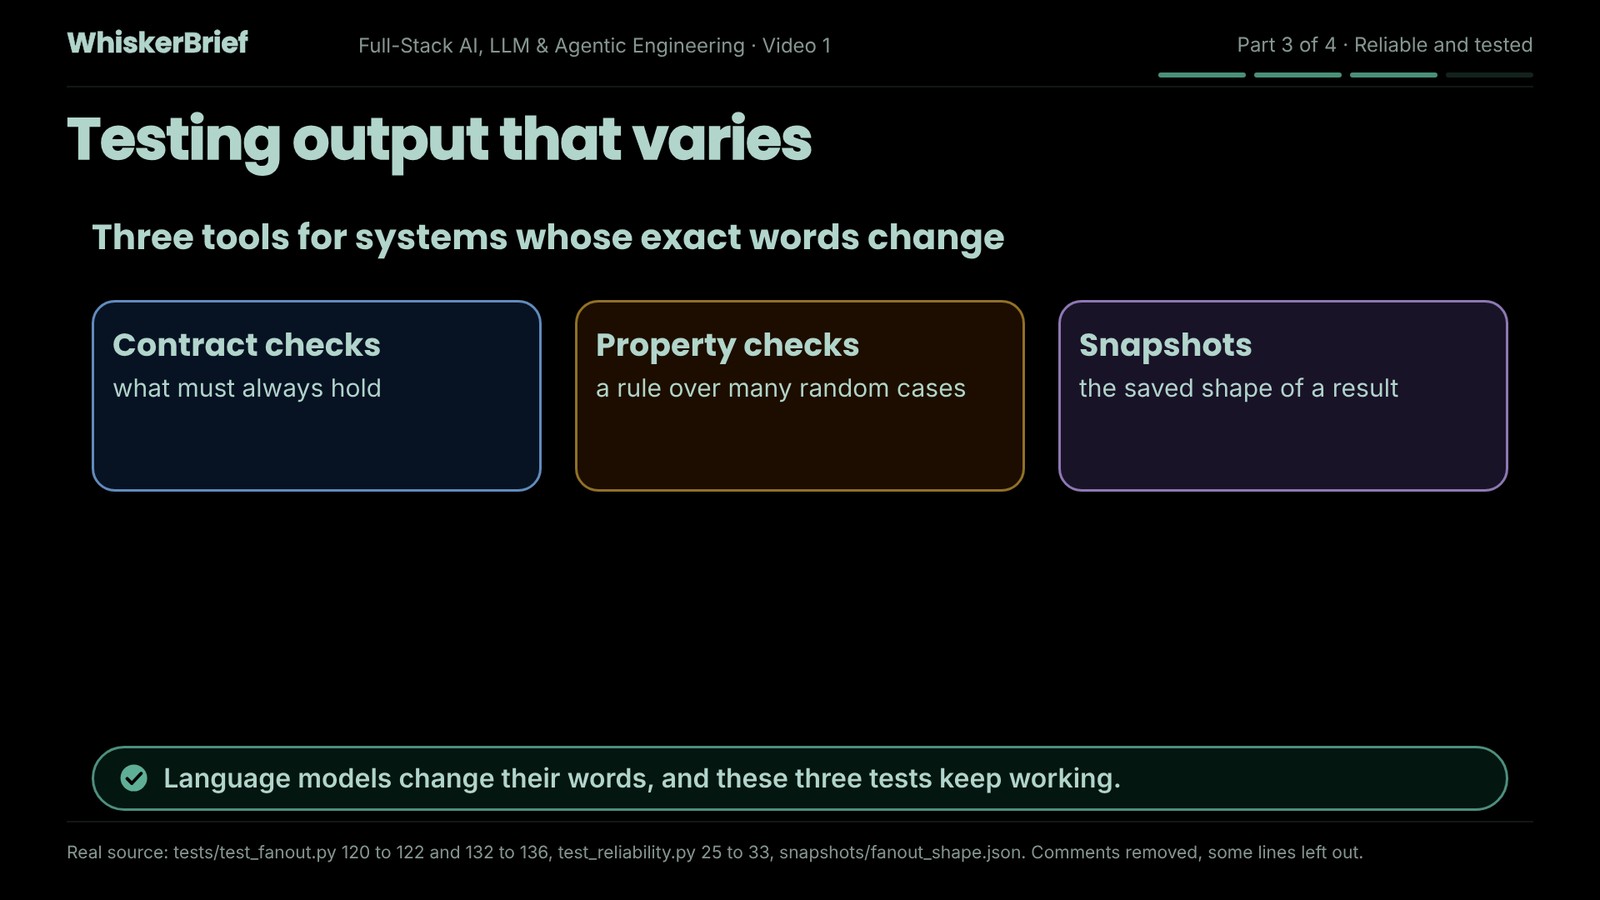 WhiskerBrief
Full-Stack AI, LLM & Agentic Engineering · Video 1
Part 3 of 4 · Reliable and tested
Testing output that varies
Three tools for systems whose exact words change
Contract checks
what must always hold
Property checks
a rule over many random cases
Snapshots
the saved shape of a result
Language models change their words, and these three tests keep working.
Real source: tests/test_fanout.py 120 to 122 and 132 to 136, test_reliability.py 25 to 33, snapshots/fanout_shape.json. Comments removed, some lines left out.